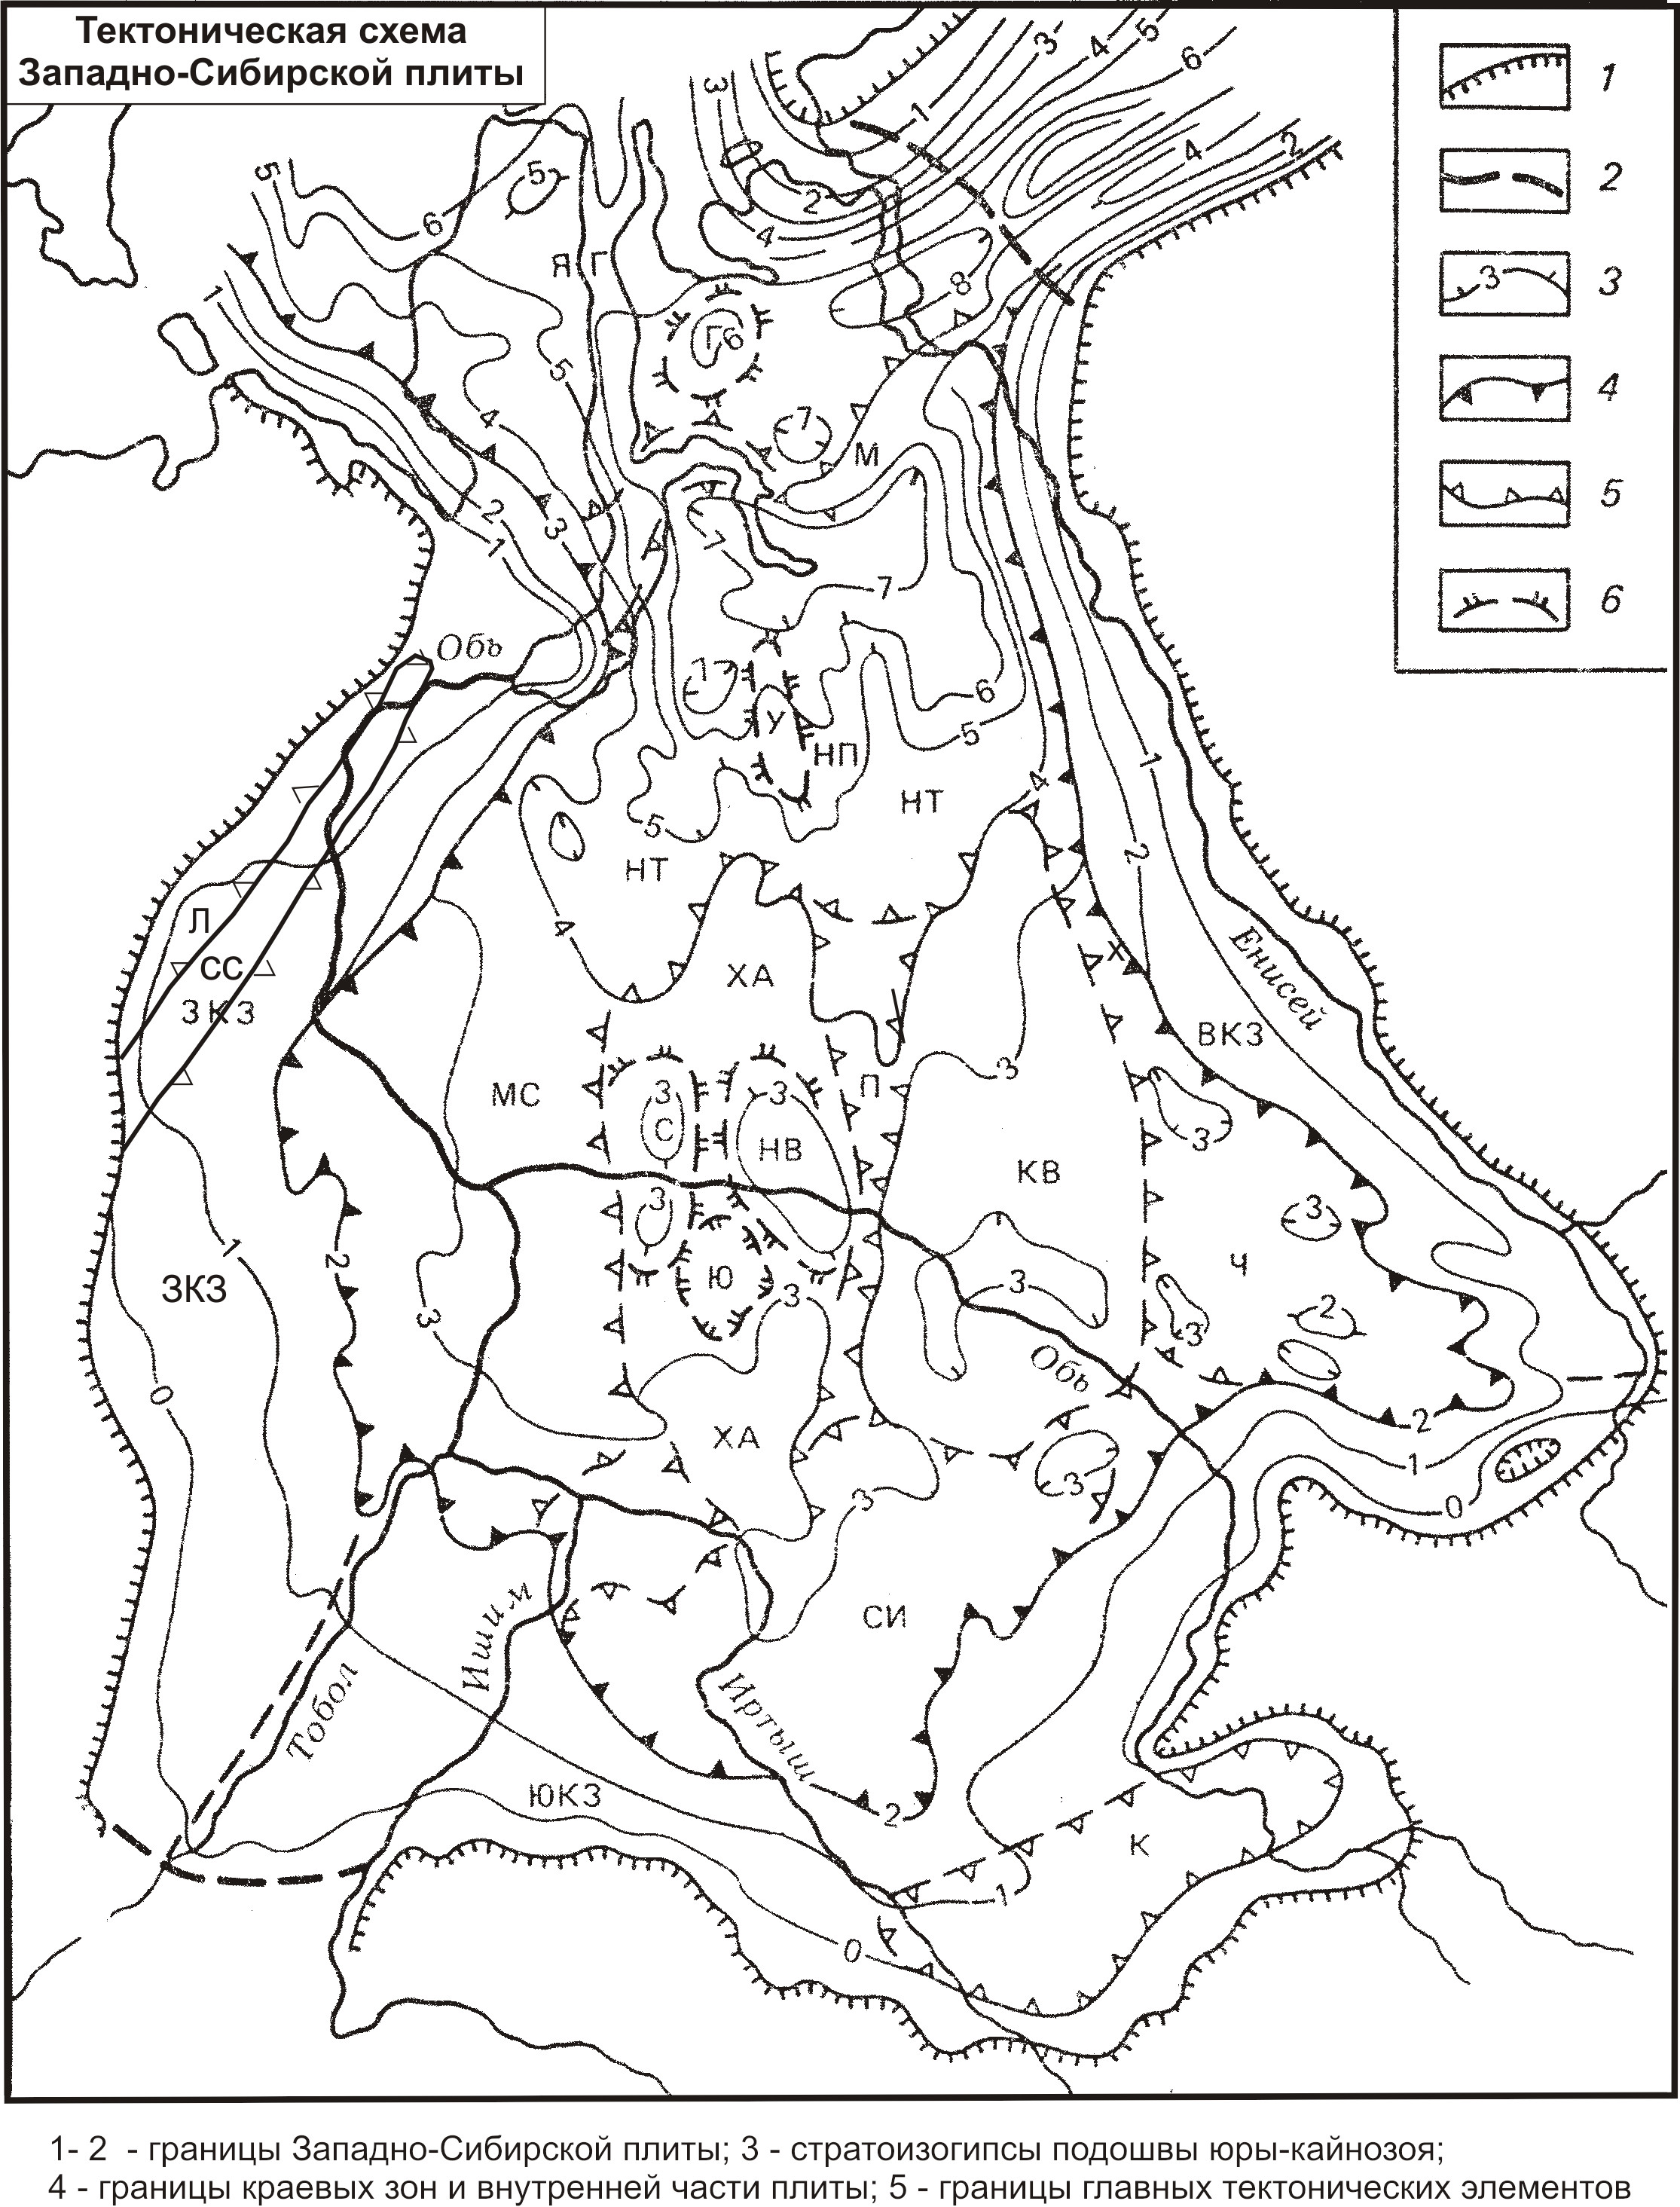 Тектоническая схема
Западно-Сибирской плиты
1
2
3
3
4
5
6
3
4
5
6
1
3
2
4
4
2
8
5
5
6
ЯГ
Г6
1
5
4
7
М
2
3
1
7
7
Обь
1
6
У
5
НП
4
1
НТ
5
НТ
2
4
Л
СС
ЗКЗ
ХА
Х
Енисей
ВКЗ
3
П
МС
3
С
3
НВ
3
КВ
3
3
1
2
ЗКЗ
Ю
3
3
3
Ч
2
3
0
Обь
2
1
ХА
3
3
0
СИ
Ишим
Тобол
Иртыш
ЮКЗ
2
К
1
0
1- 2 - границы Западно-Сибирской плиты; 3 - стратоизогипсы подошвы юры-кайнозоя;
4 - границы краевых зон и внутренней части плиты; 5 - границы главных тектонических элементов